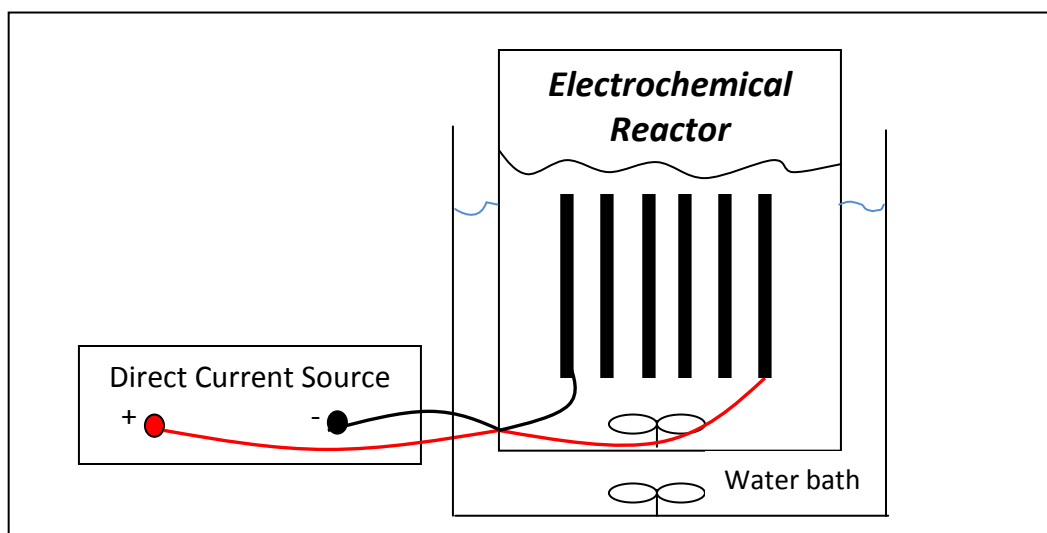 Electrochemical
Reactor
Direct Current Source
+ -
Water bath